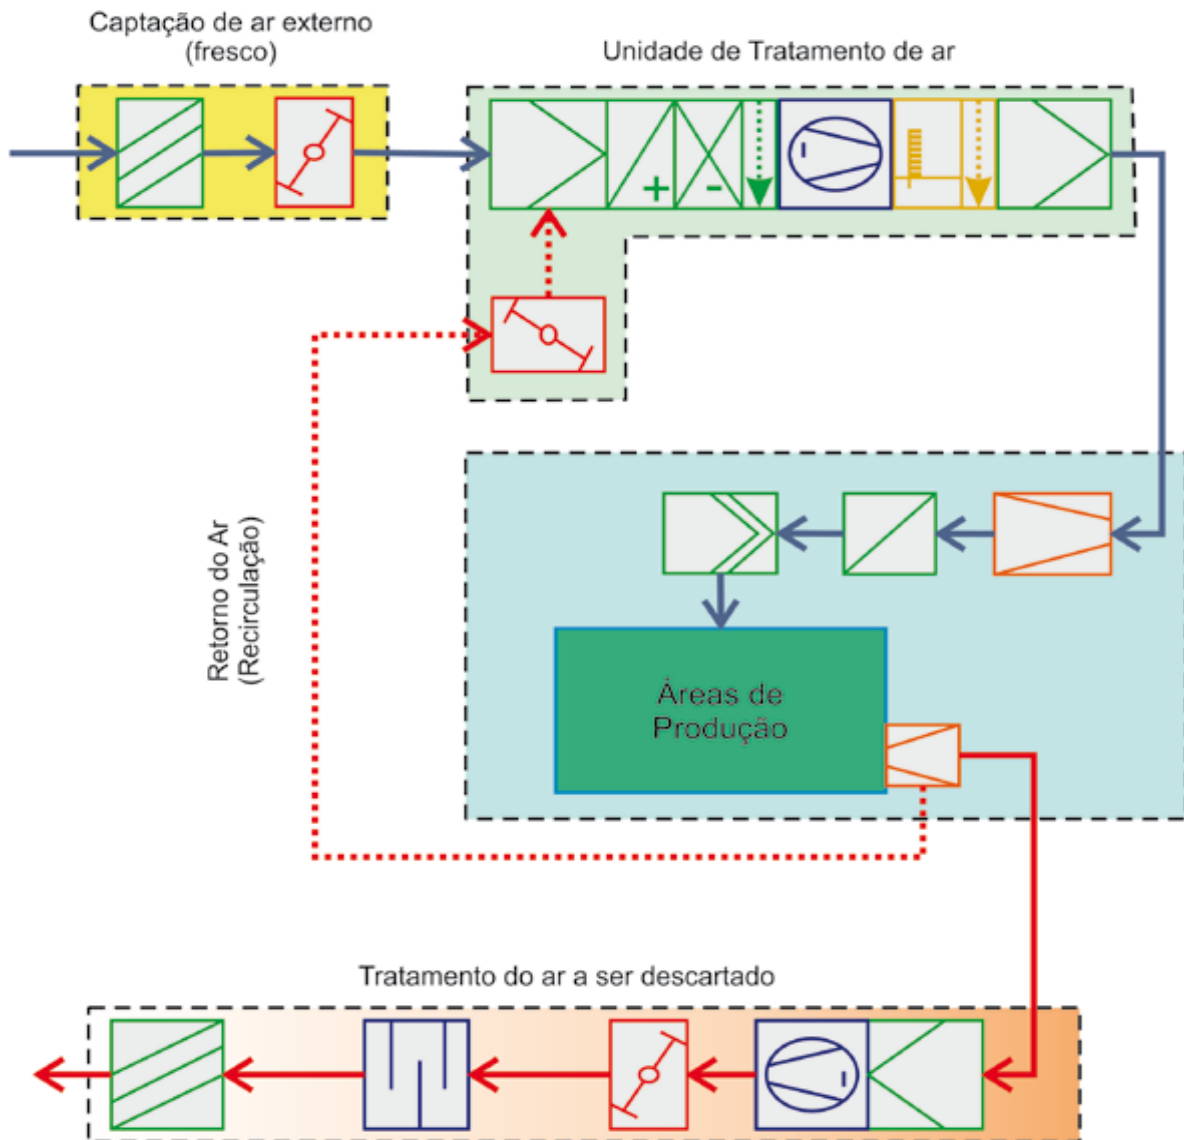 Captação de ar externo
(fresco)
Unidade de Tratamento de ar
+
-
Retorno do Ar
(Recirculação)
Áreas de
Produção
Tratamento do ar a ser descartado